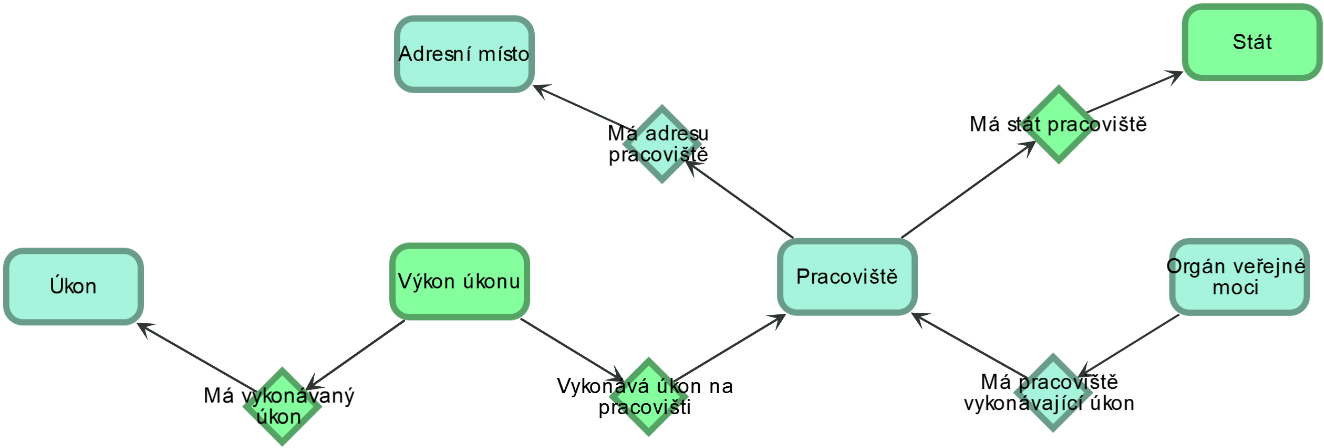 Stát
Adresní místo
Má stát pracoviště
Má adresu
pracoviště
Úkon
Výkon úkonu
Pracoviště
Orgán veřejné
moci
Má vykonávaný
úkon
Vykonává úkon na
pracovišti
Má pracoviště
vykonávající úkon